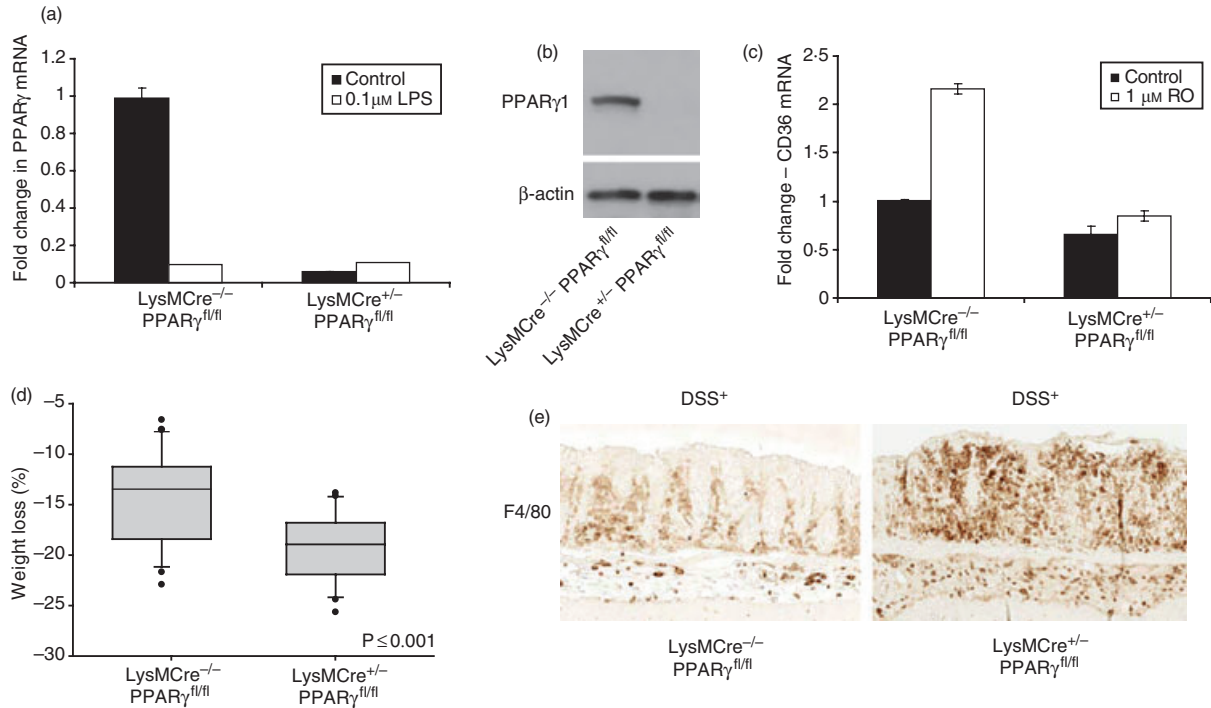 (a)
Fold change in PPARγ mRNA
1.2
1
0.8
0.6
0.4
0.2
0
Control
0.1μM LPS
LysMCre–/–
PPARγfl/fl
LysMCre+/–
PPARγfl/fl
(b)
PPARγ1
β-actin
LysMCre–/– PPARγfl/fl
LysMCre+/– PPARγfl/fl
(c)
Fold change – CD36 mRNA
2·5
2
1·5
1
0·5
0
Control
1 μM RO
LysMCre–/–
PPARγfl/fl
LysMCre+/–
PPARγfl/fl
(d)
Weight loss (%)
–5
–10
–15
–20
–25
–30
P ≤ 0.001
LysMCre–/–
PPARγfl/fl
LysMCre+/–
PPARγfl/fl
(e)
DSS+
DSS+
F4/80
LysMCre–/–
PPARγfl/fl
LysMCre+/–
PPARγfl/fl